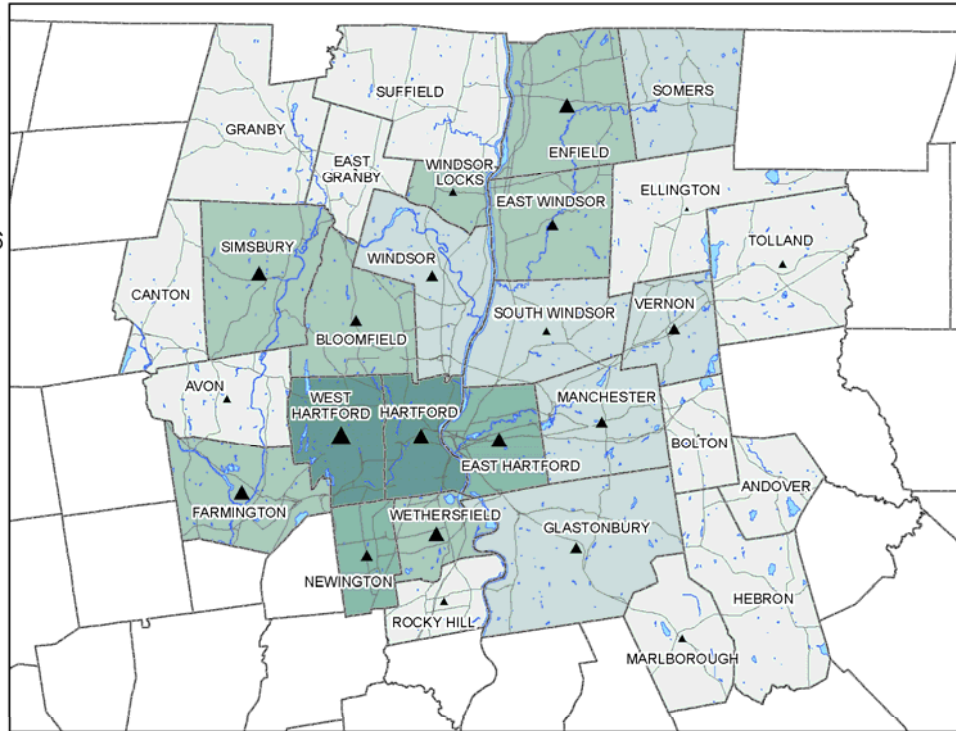 SUFFIELD
SOMERS
GRANBY
EAST
GRANBY
WINDSOR
LOCKS
ENFIELD
ELLINGTON
EAST WINDSOR
TOLLAND
SIMSBURY
WINDSOR
CANTON
SOUTH WINDSOR
VERNON
BLOOMFIELD
AVON
WEST
HARTFORD
HARTFORD
MANCHESTER
BOLTON
EAST HARTFORD
ANDOVER
FARMINGTON
WETHERSFIELD
GLASTONBURY
NEWINGTON
HEBRON
ROCKY HILL
MARLBOROUGH